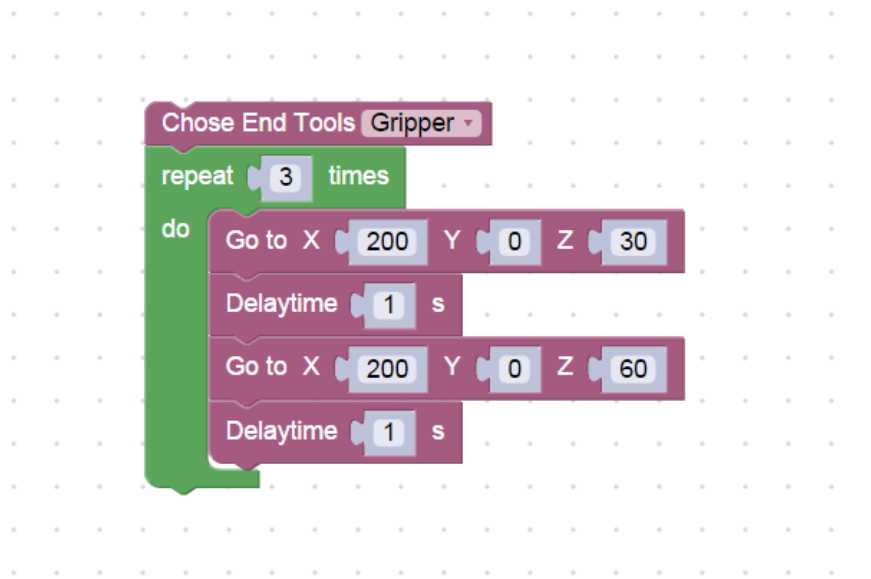 Chose End Tools Gripper
repeat 3 times
do
Go to X 200 Y 0 Z 30
Delaytime 1 s
Go to X 200 Y 0 Z 60
Delaytime 1 s